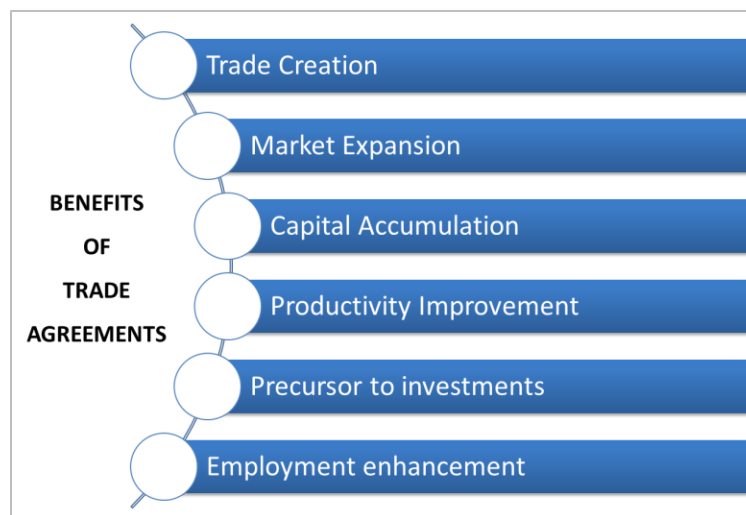 BENEFITS
OF
TRADE
AGREEMENTS
Trade Creation
Market Expansion
Capital Accumulation
Productivity Improvement
Precursor to investments
Employment enhancement